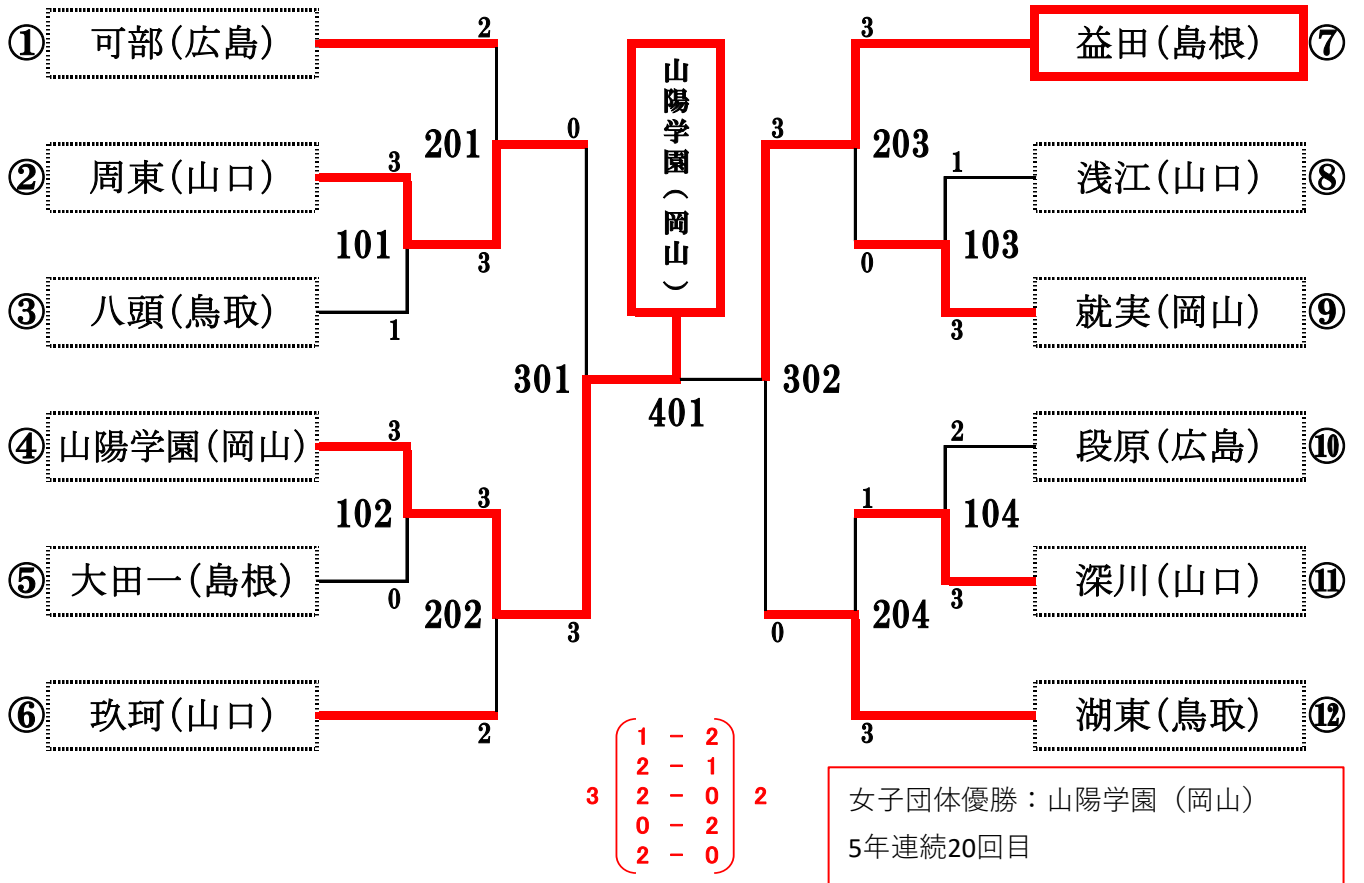 ① 可部(広島) 2
② 周東(山口) 3
201
0
101
3
③ 八頭(鳥取) 1
301
④ 山陽学園(岡山) 3
102
3
⑤ 大田一(島根) 0
202
3
⑥ 玖珂(山口) 2
山陽学園(岡山)
401
3 益田(島根) ⑦
3
203
1 浅江(山口) ⑧
0
103
3 就実(岡山) ⑨
302
2 段原(広島) ⑩
1
104
3 深川(山口) ⑪
0
204
3 湖東(鳥取) ⑫
1 - 2
2 - 1
3 2 - 0 2
0 - 2
2 - 0
女子団体優勝：山陽学園（岡山）
5年連続20回目